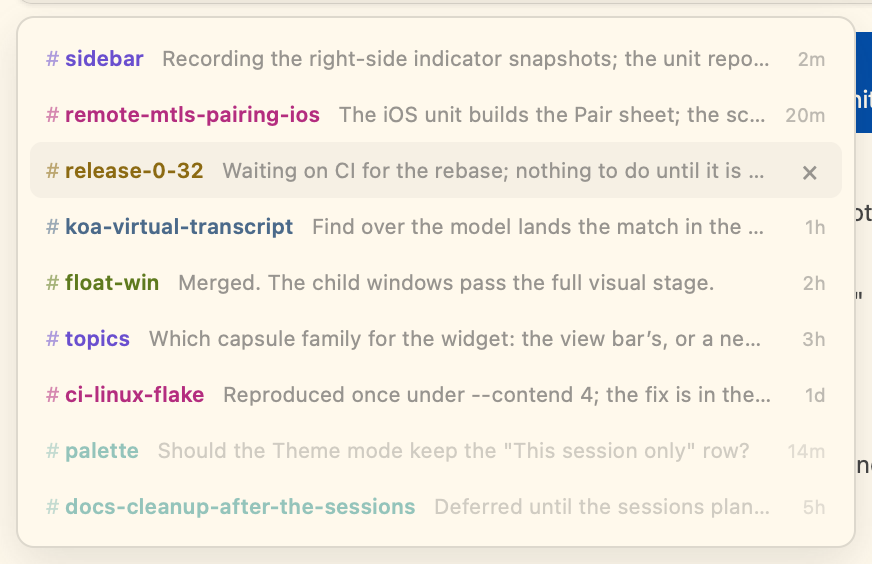 # sidebar Recording the right-side indicator snapshots; the unit repo... 2m
# remote-mtls-pairing-ios The iOS unit builds the Pair sheet; the sc... 20m
# release-0-32 Waiting on CI for the rebase; nothing to do until it is ... ×
# koa-virtual-transcript Find over the model lands the match in the ... 1h
# float-win Merged. The child windows pass the full visual stage. 2h
# topics Which capsule family for the widget: the view bar’s, or a ne... 3h
# ci-linux-flake Reproduced once under --contend 4; the fix is in the... 1d
# palette Should the Theme mode keep the "This session only" row? 14m
# docs-cleanup-after-the-sessions Deferred until the sessions plan... 5h